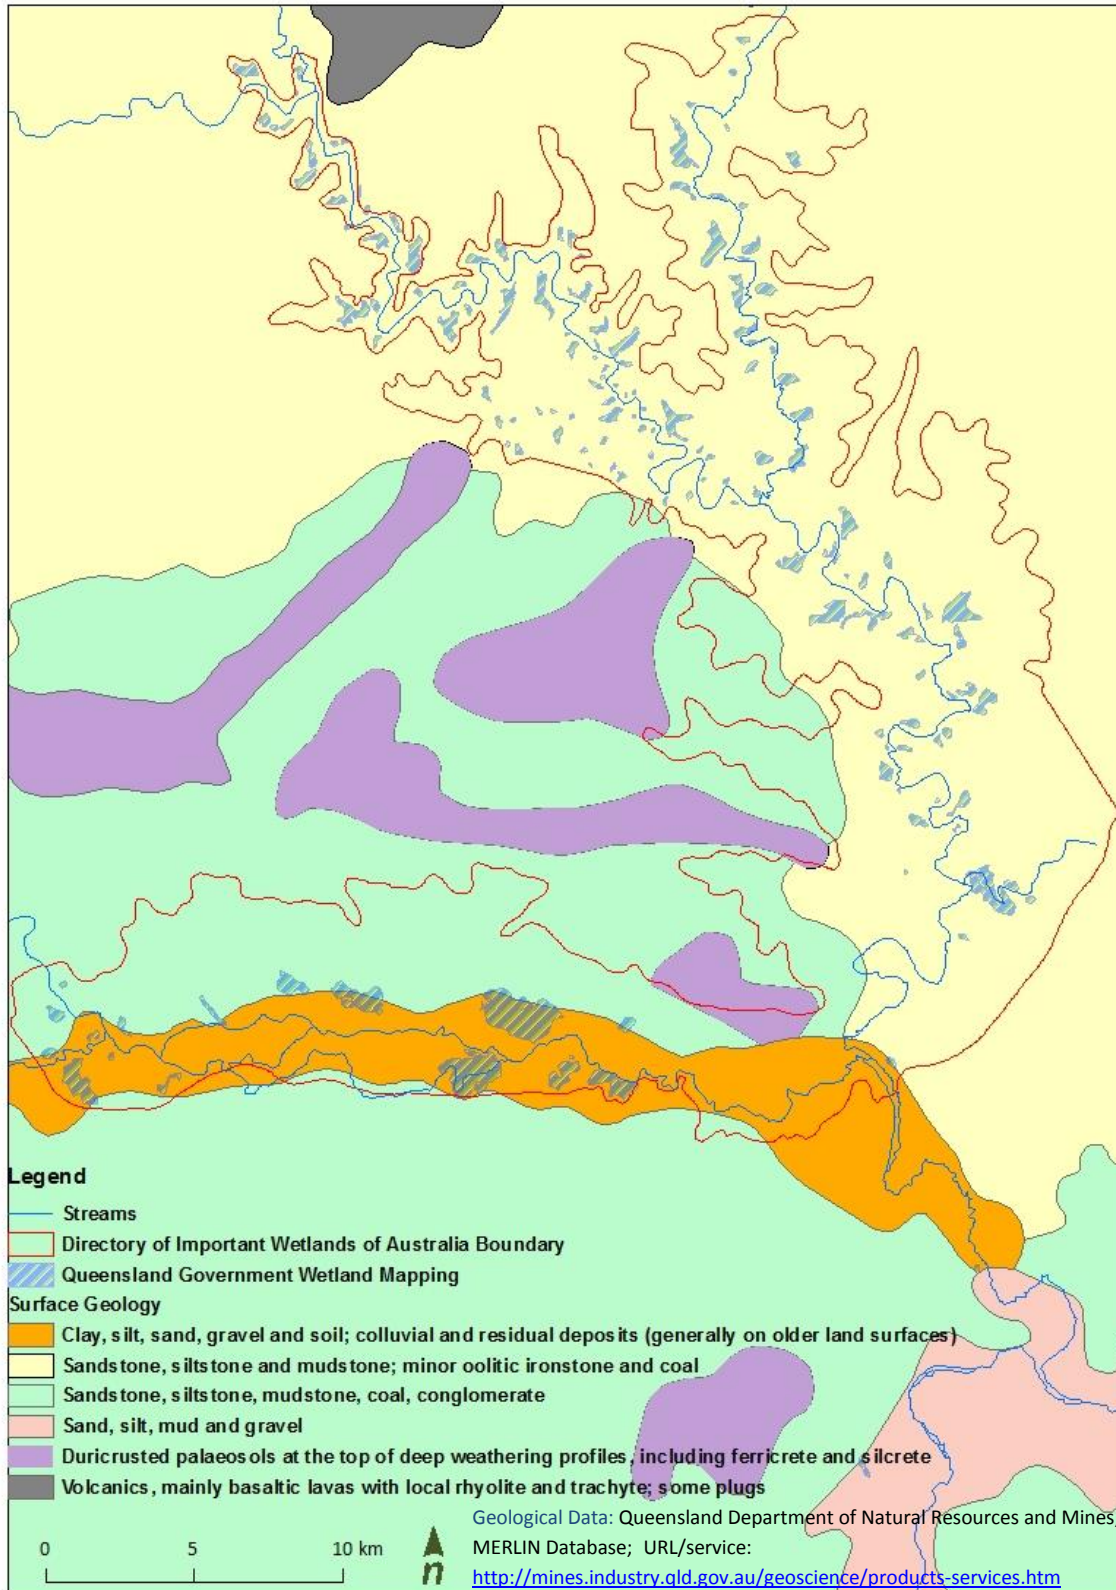 Legend
Streams
Directory of Important Wetlands of Australia Boundary
Queensland Government Wetland Mapping
Surface Geology
Clay, silt, sand, gravel and soil; colluvial and residual deposits (generally on older land surfaces)
Sandstone, siltstone and mudstone; minor oolitic ironstone and coal
Sandstone, siltstone, mudstone, coal, conglomerate
Sand, silt, mud and gravel
Duricrusted palaeosols at the top of deep weathering profiles, including ferricrete and silcrete
Volcanics, mainly basaltic lavas with local rhyolite and trachyte; some plugs
Geological Data: Queensland Department of Natural Resources and Mines,
MERLIN Database; URL/service:
http://mines.industry.qld.gov.au/geoscience/products-services.htm
0 5 10 km
n